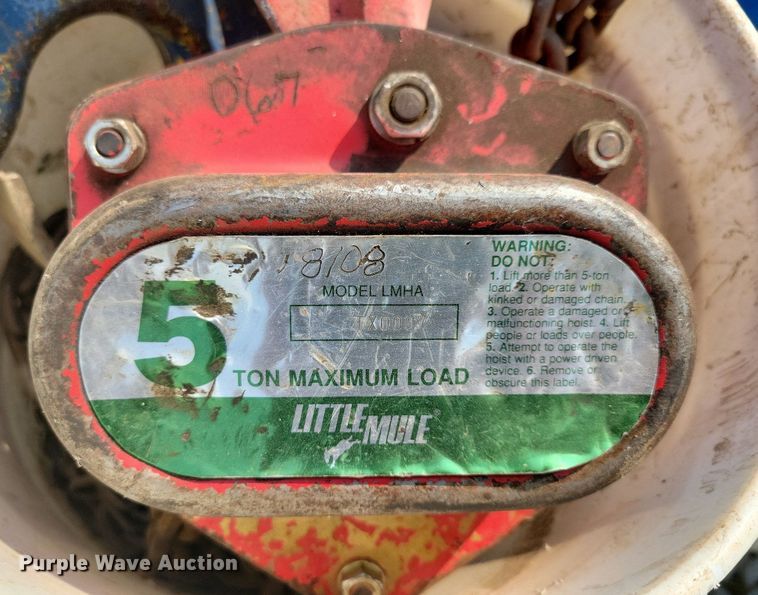 067
8108
MODEL LMHA
5
TON MAXIMUM LOAD
LITTLE MULE®
WARNING:
DO NOT:
1. Lift more than 5-ton
load. 2. Operate with
kinked or damaged chain.
3. Operate a damaged or
malfunctioning hoist. 4. Lift
people or loads over people.
5. Attempt to operate the
hoist with a power driven
device. 6. Remove or
obscure this label.
Purple Wave Auction